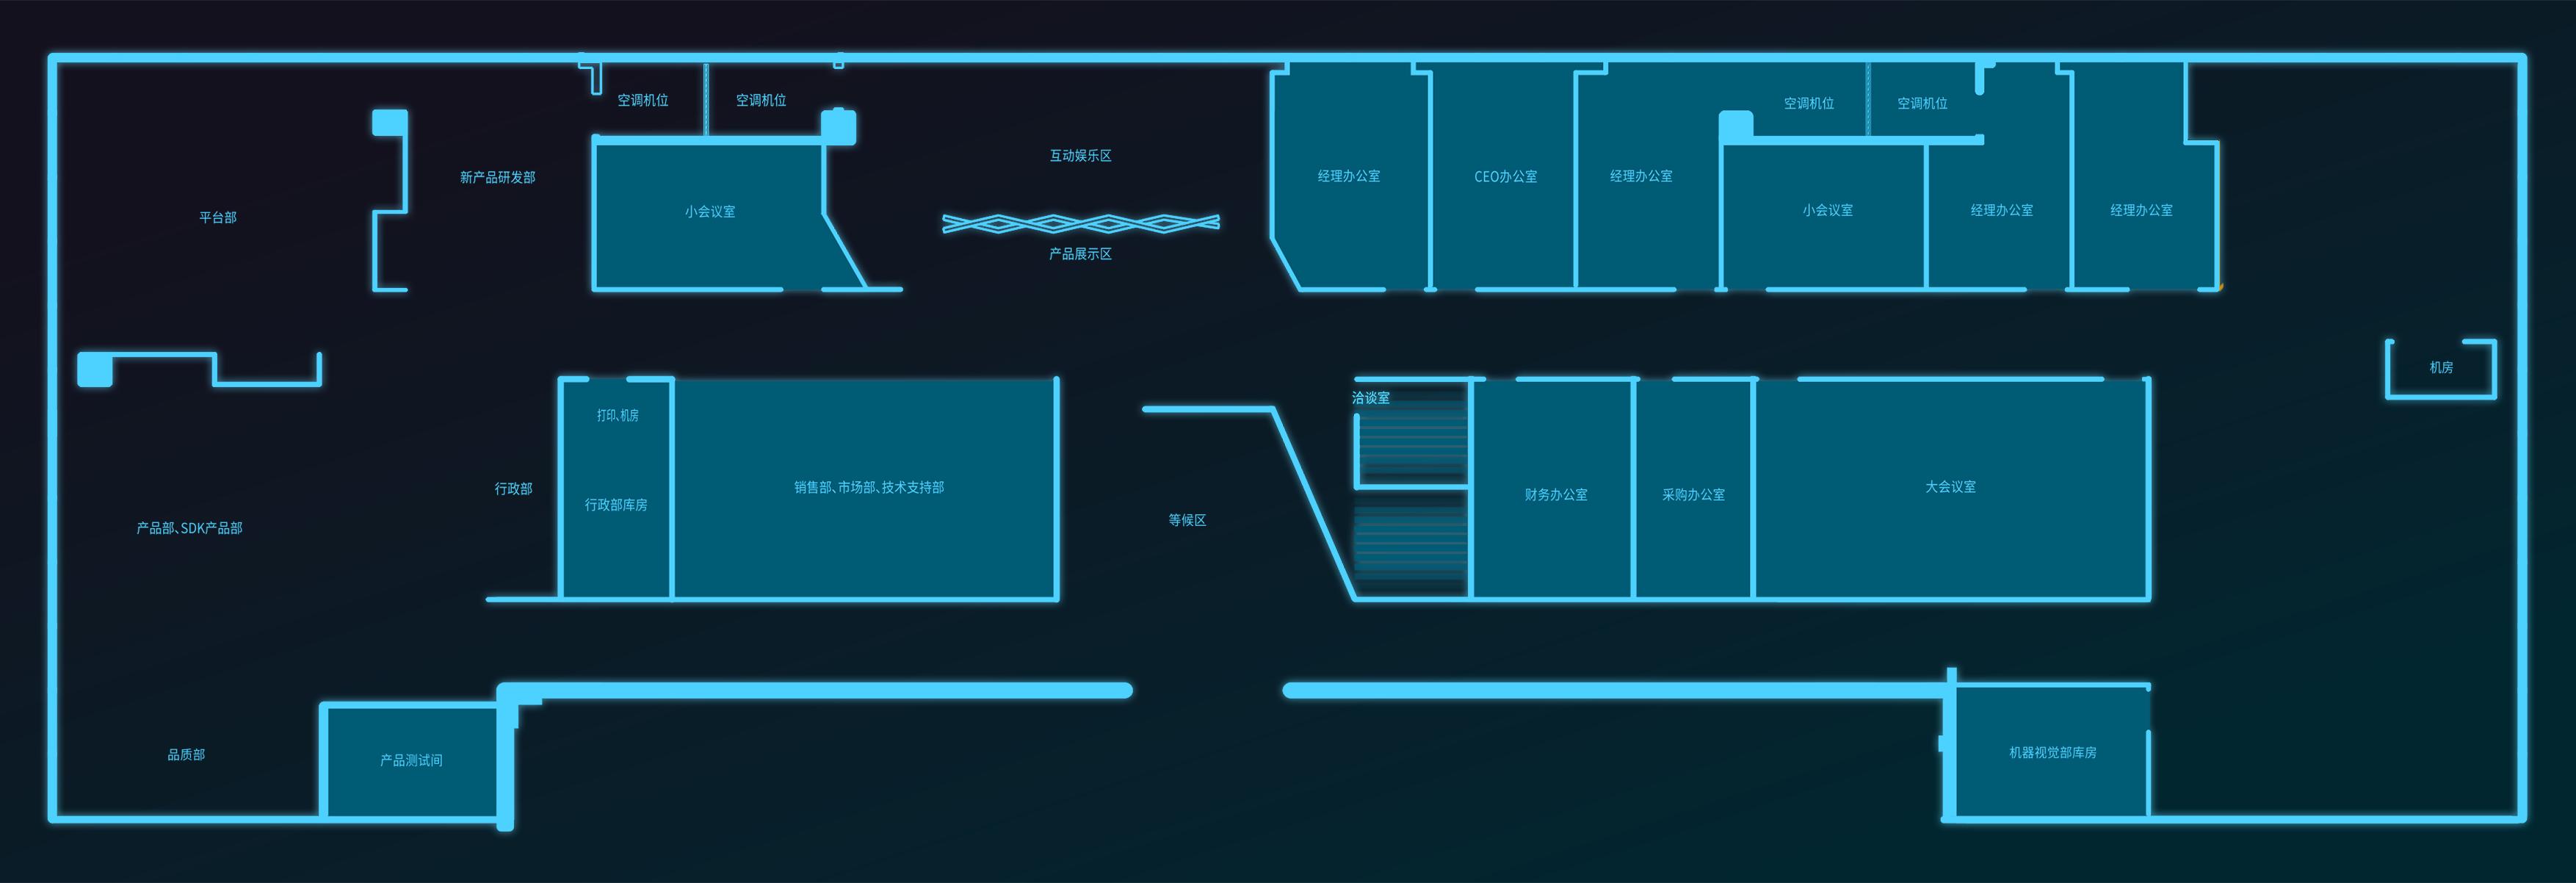 空调机位
空调机位
空调机位
空调机位
互动娱乐区
新产品研发部
经理办公室
CEO办公室
经理办公室
平台部
小会议室
小会议室
经理办公室
经理办公室
产品展示区
机房
洽谈室
打印、机房
行政部
行政部库房
销售部、市场部、技术支持部
财务办公室
采购办公室
大会议室
产品部、SDK产品部
等候区
品质部
产品测试间
机器视觉部库房